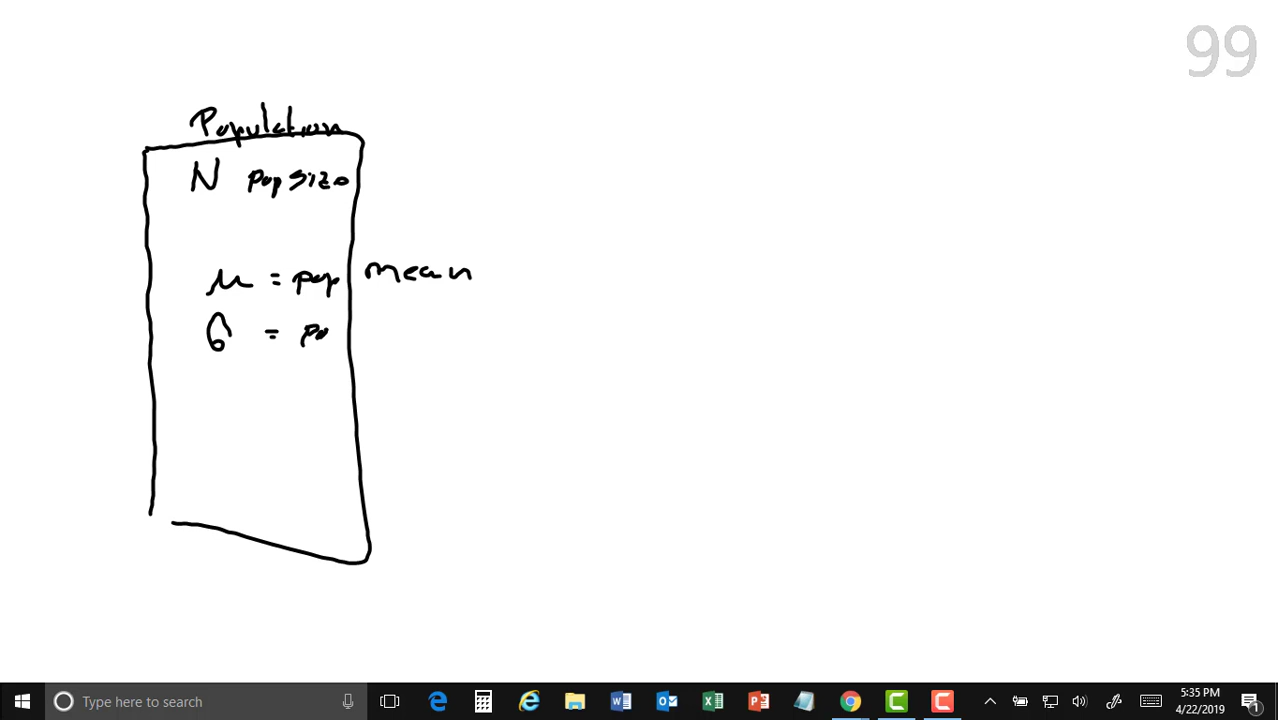 99
Population
N pop size
μ = pop mean
σ = po
Type here to search
5:35 PM
4/22/2019